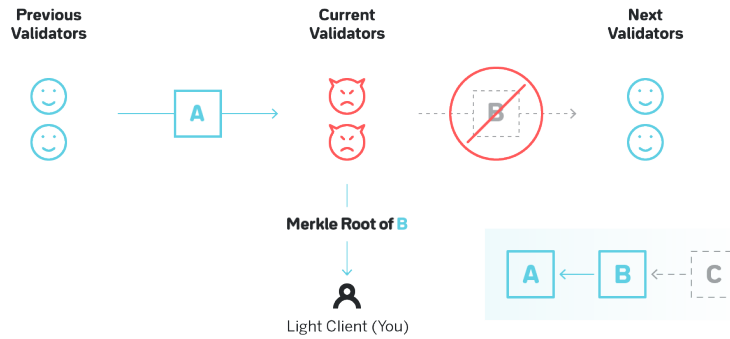 Previous
Validators
Current
Validators
Next
Validators
A
B
Merkle Root of B
Light Client (You)
A
B
C